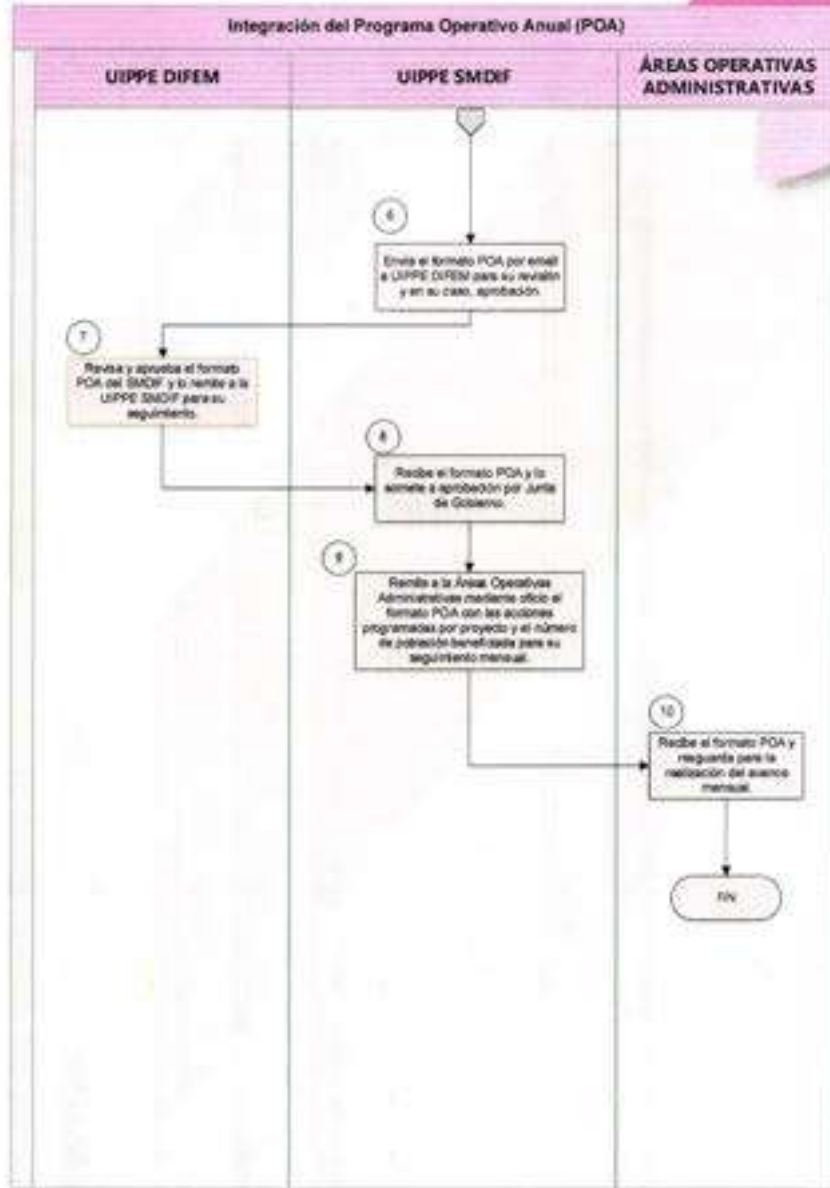 Integración del Programa Operativo Anual (POA)
UIPPE DIFEM
UIPPE SMDIF
ÁREAS OPERATIVAS
ADMINISTRATIVAS
6
Envía el formato POA por email
a UIPPE DIFEM para su revisión
y en su caso, aprobación.
7
Revisa y aprueba el formato
POA del SMDIF y lo remite a la
UIPPE SMDIF para su
seguimiento.
8
Recibe el formato POA y lo
somete a aprobación por Junta
de Gobierno.
9
Remite a la Áreas Operativas
Administrativas mediante oficio el
formato POA con las acciones
programadas por proyecto y el número
de población beneficiada para su
seguimiento mensual.
10
Recibe el formato POA y
resguarda para la
realización del avance
mensual.
FIN